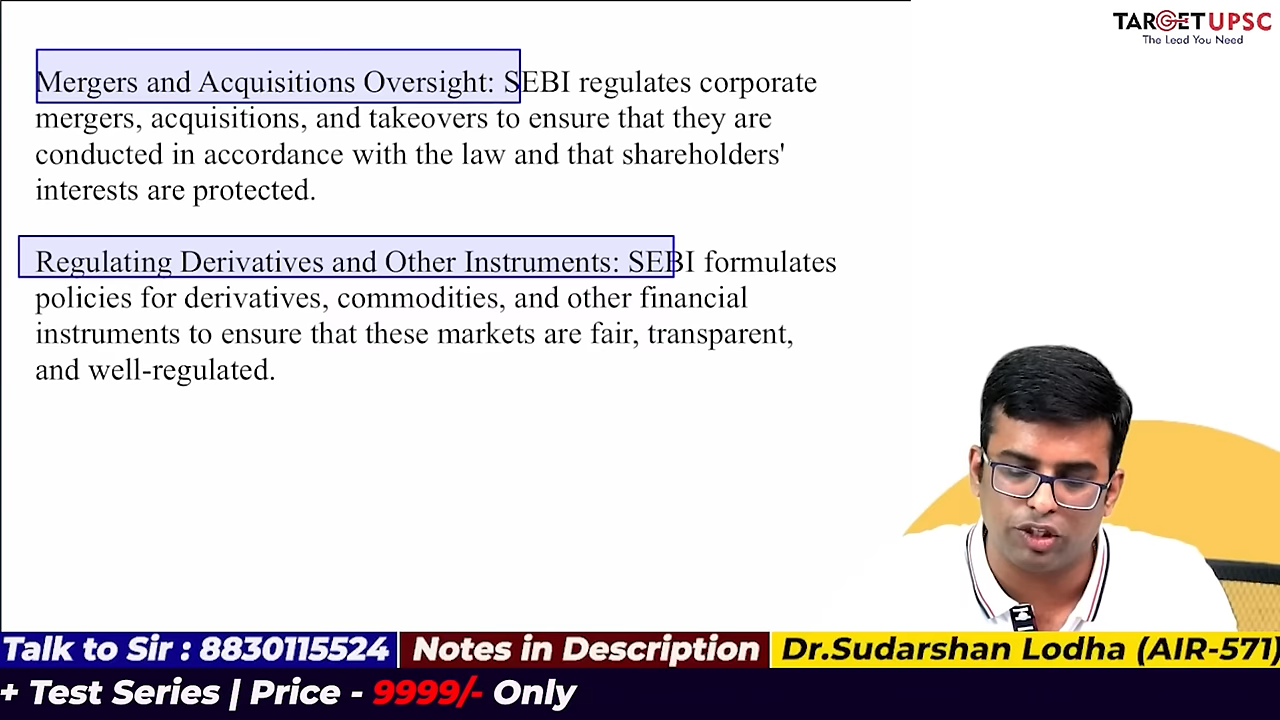 TARGET UPSC
The Lead You Need
Mergers and Acquisitions Oversight: SEBI regulates corporate
mergers, acquisitions, and takeovers to ensure that they are
conducted in accordance with the law and that shareholders'
interests are protected.
Regulating Derivatives and Other Instruments: SEBI formulates
policies for derivatives, commodities, and other financial
instruments to ensure that these markets are fair, transparent,
and well-regulated.
Talk to Sir : 8830115524
Notes in Description
Dr.Sudarshan Lodha (AIR-571)
+ Test Series | Price - 9999/- Only